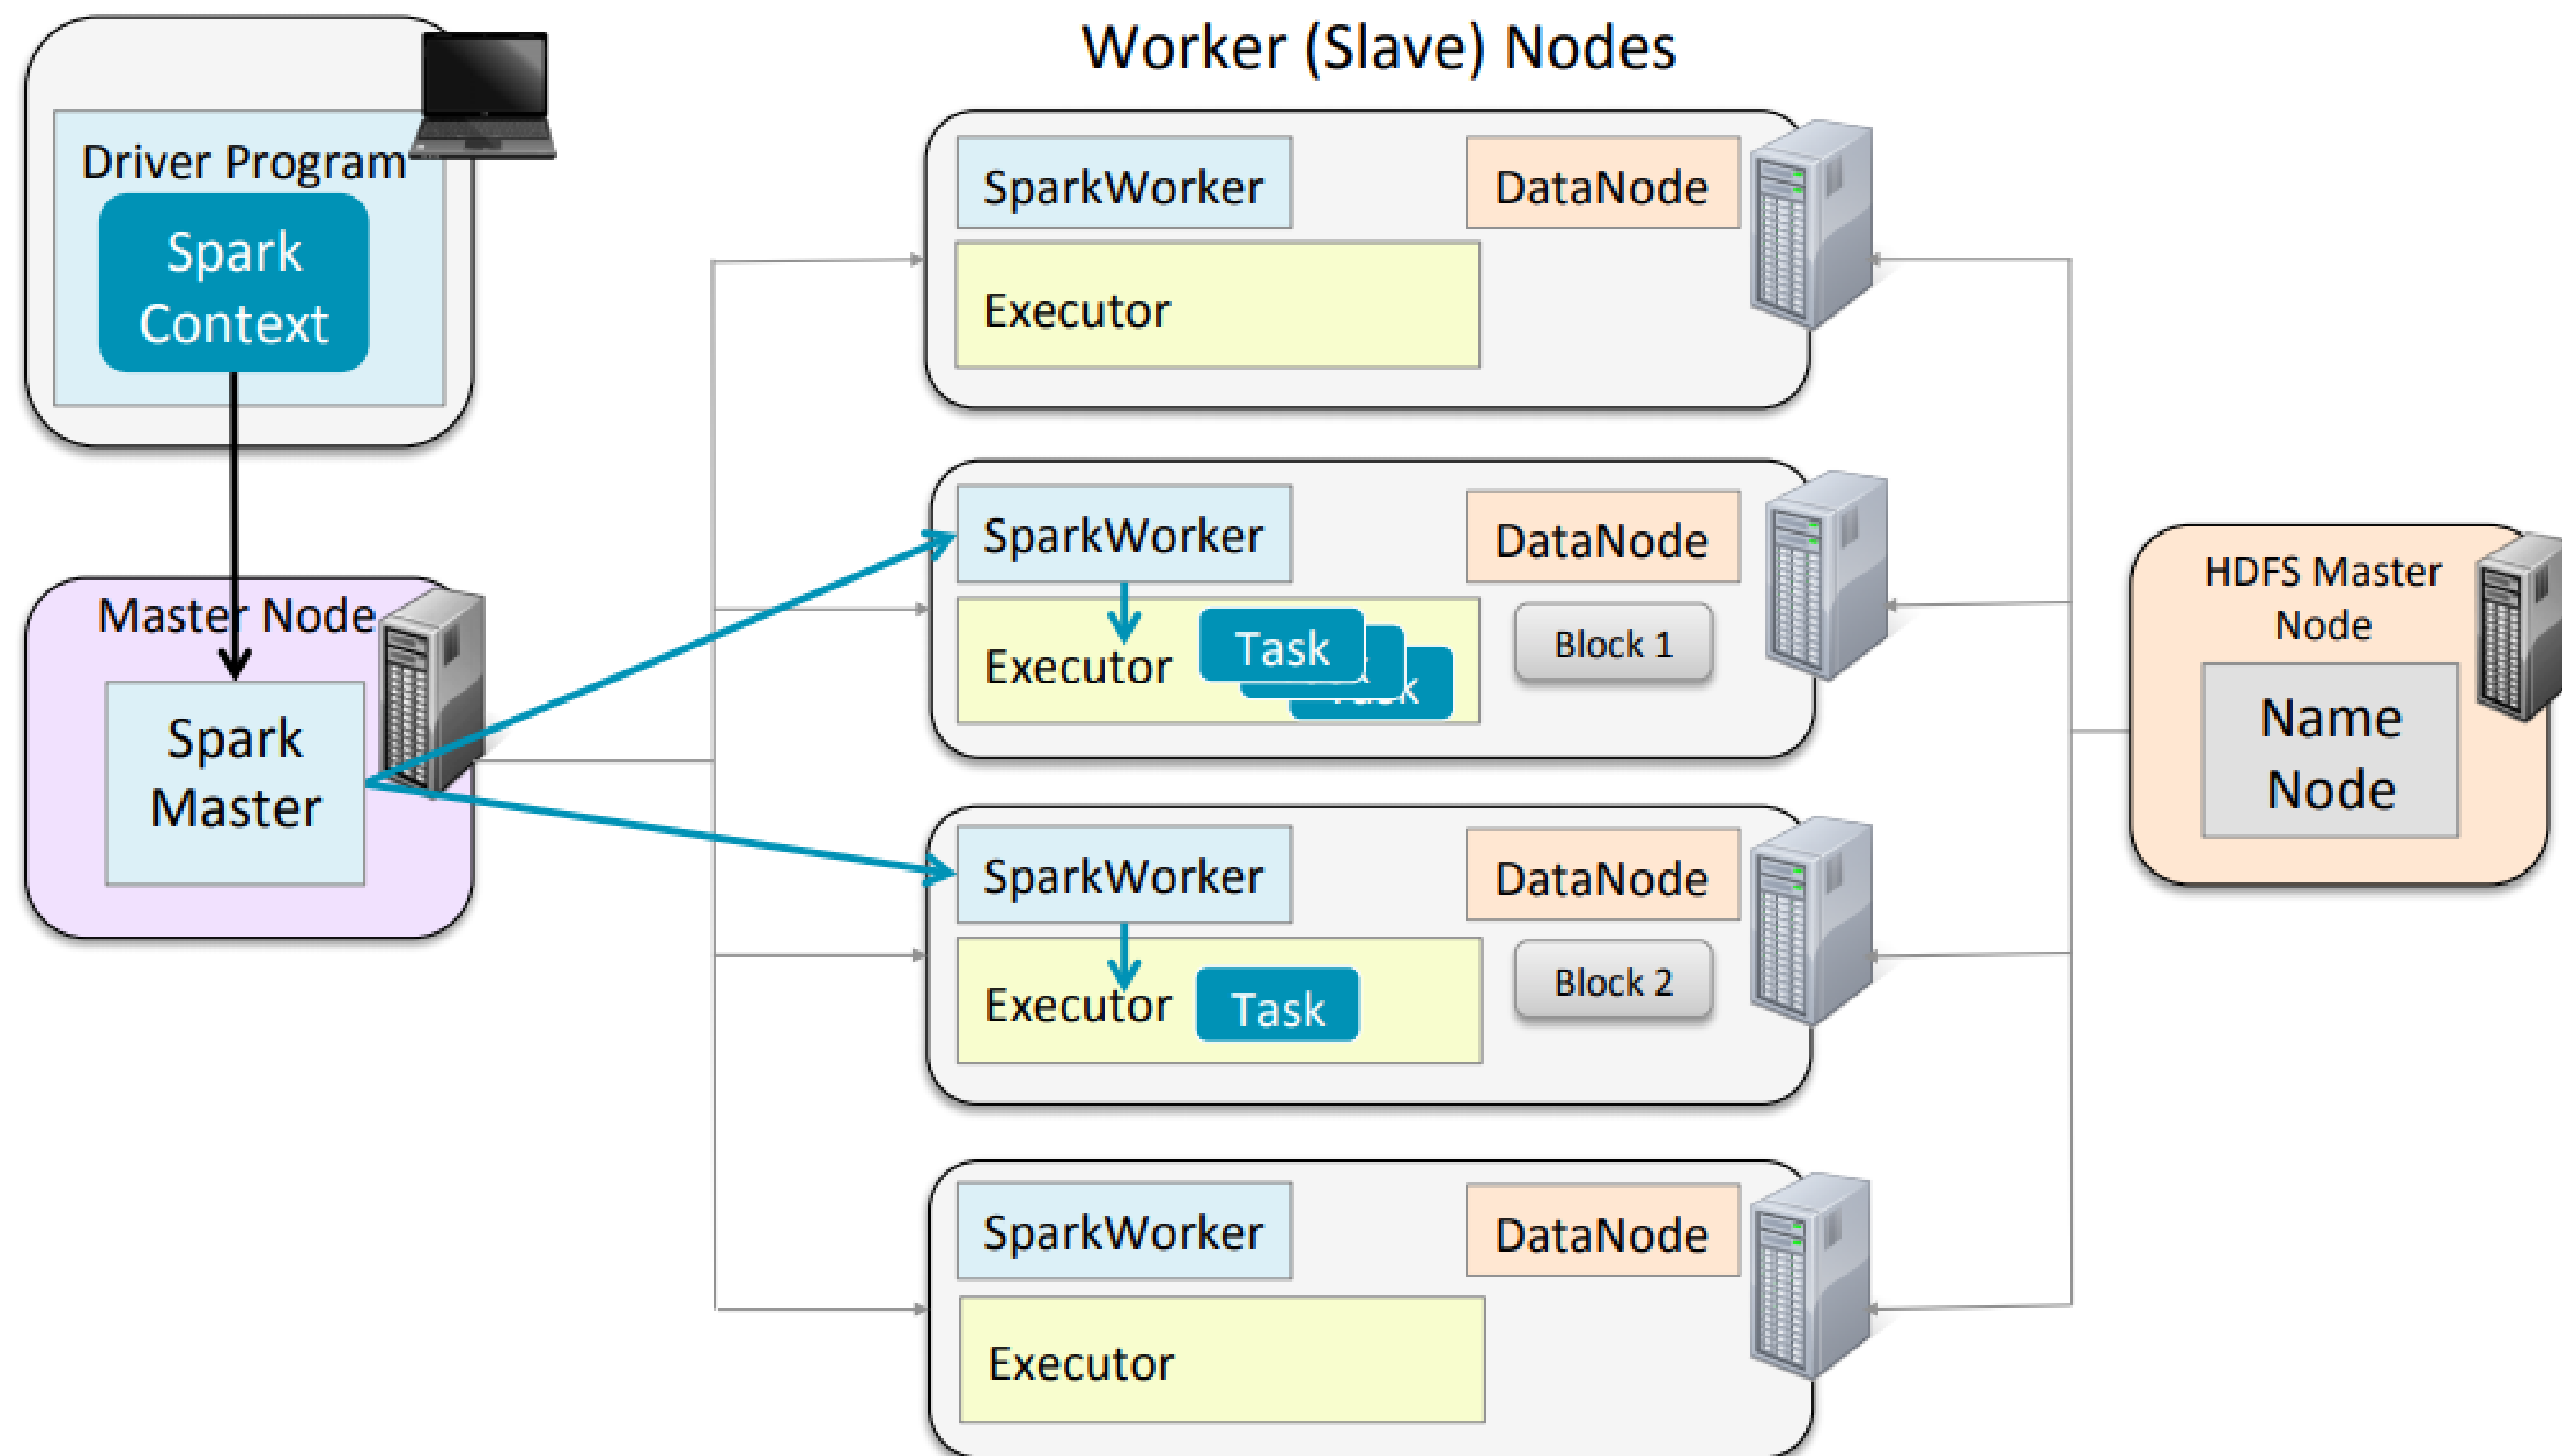 Worker (Slave) Nodes
Driver Program
Spark
Context
Master Node
Spark
Master
SparkWorker
DataNode
Executor
SparkWorker
DataNode
Executor
Task
Block 1
SparkWorker
DataNode
Executor
Task
Block 2
SparkWorker
DataNode
Executor
HDFS Master
Node
Name
Node